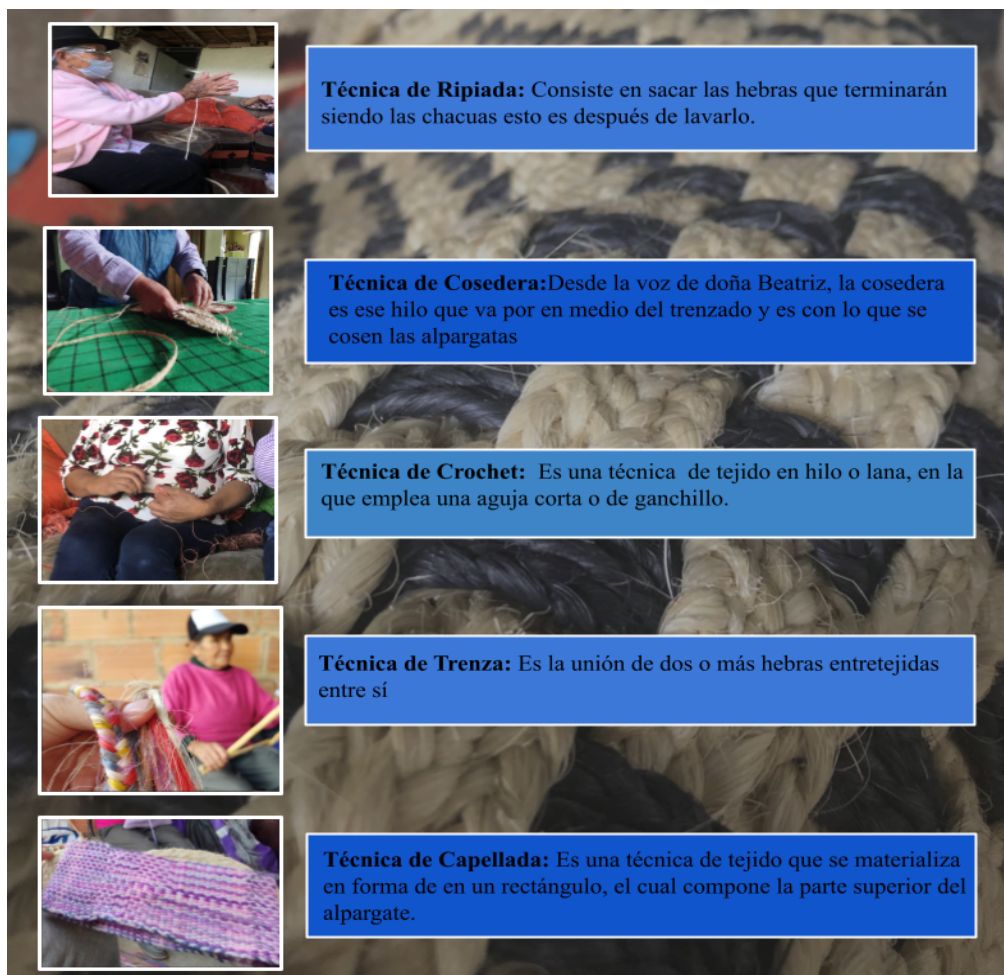 Técnica de Ripiada: Consiste en sacar las hebras que terminarán
siendo las chacuas esto es después de lavarlo.
Técnica de Cosedera:Desde la voz de doña Beatriz, la cosedera
es ese hilo que va por en medio del trenzado y es con lo que se
cosen las alpargatas
Técnica de Crochet: Es una técnica de tejido en hilo o lana, en la
que emplea una aguja corta o de ganchillo.
Técnica de Trenza: Es la unión de dos o más hebras entretejidas
entre sí
Técnica de Capellada: Es una técnica de tejido que se materializa
en forma de en un rectángulo, el cual compone la parte superior del
alpargate.